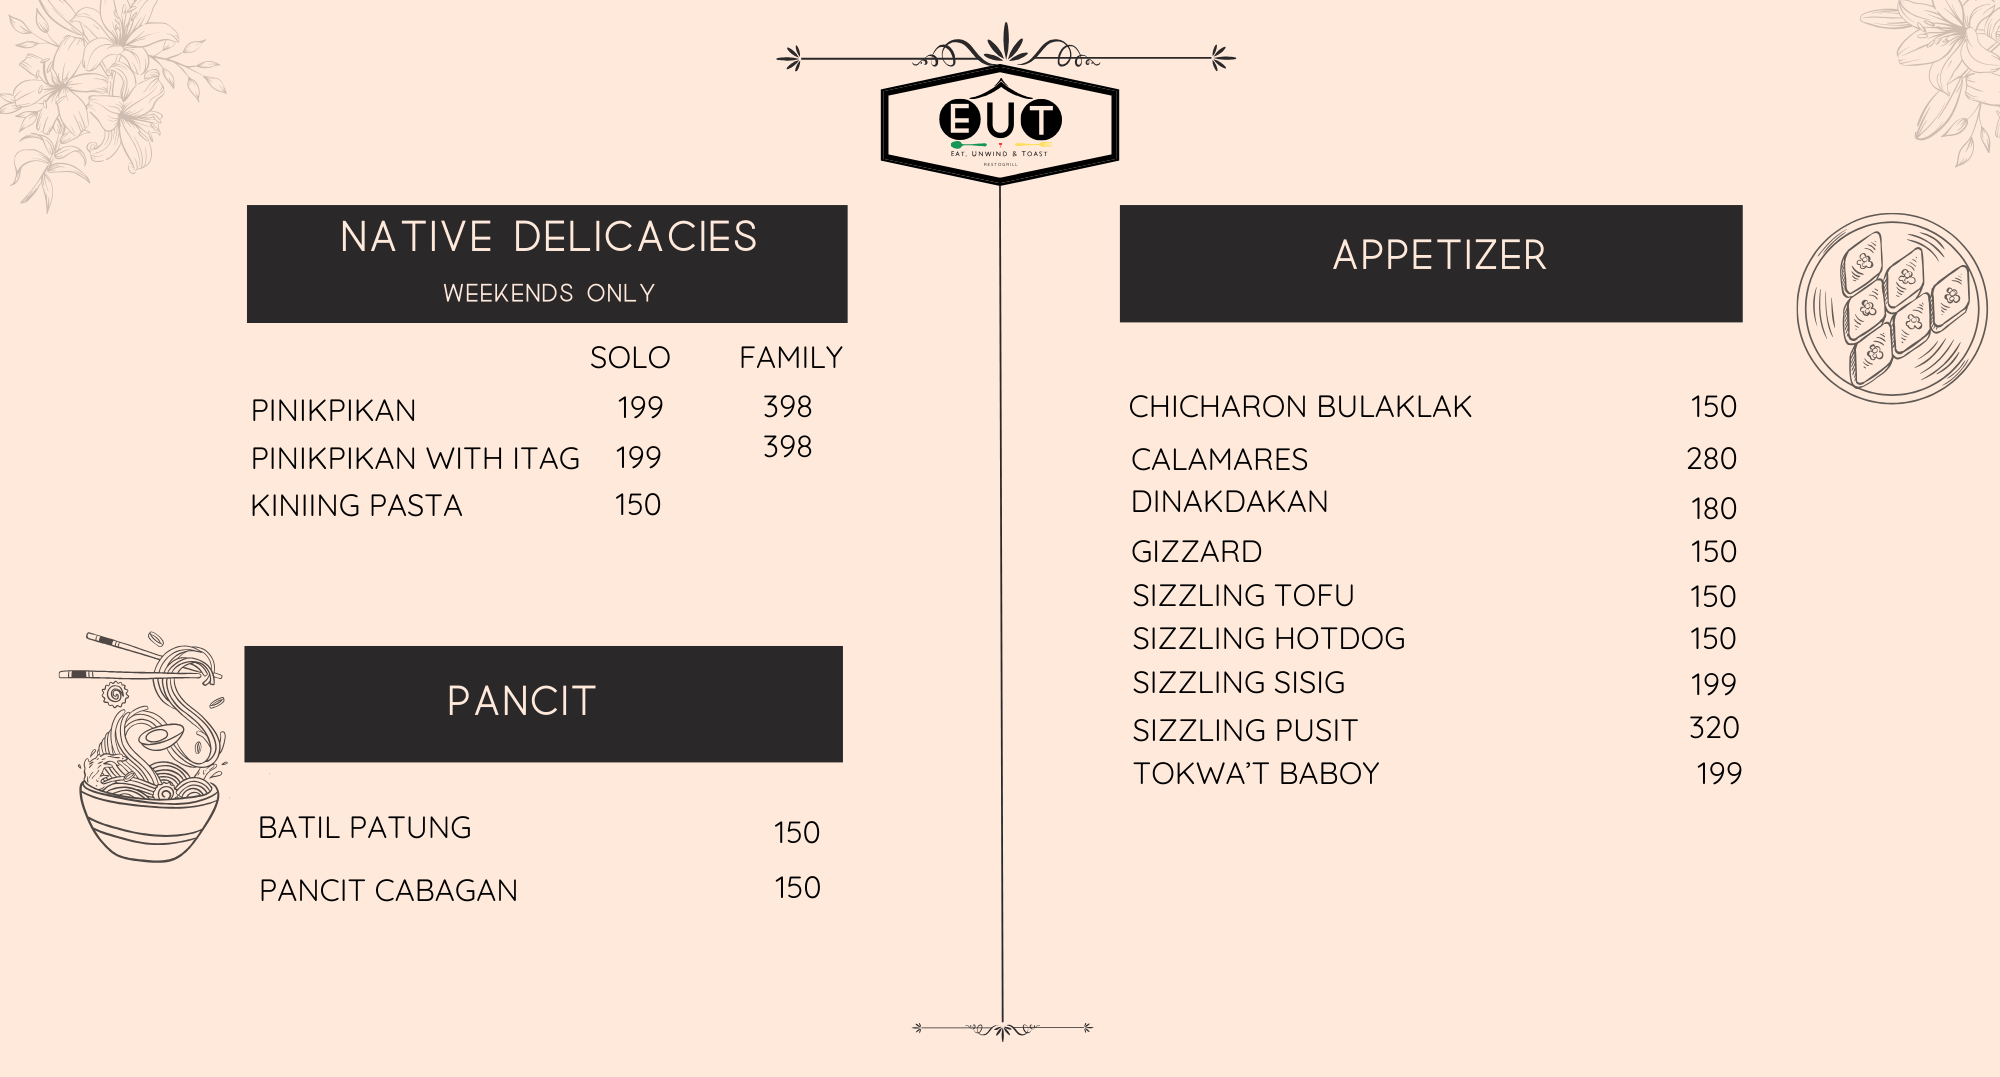 EUT
EAT, UNWIND & TOAST
RESTOGRILL
NATIVE DELICACIES
WEEKENDS ONLY
SOLO FAMILY
PINIKPIKAN 199 398
PINIKPIKAN WITH ITAG 199 398
KINIING PASTA 150
PANCIT
BATIL PATUNG 150
PANCIT CABAGAN 150
APPETIZER
CHICHARON BULAKLAK 150
CALAMARES 280
DINAKDAKAN 180
GIZZARD 150
SIZZLING TOFU 150
SIZZLING HOTDOG 150
SIZZLING SISIG 199
SIZZLING PUSIT 320
TOKWA’T BABOY 199